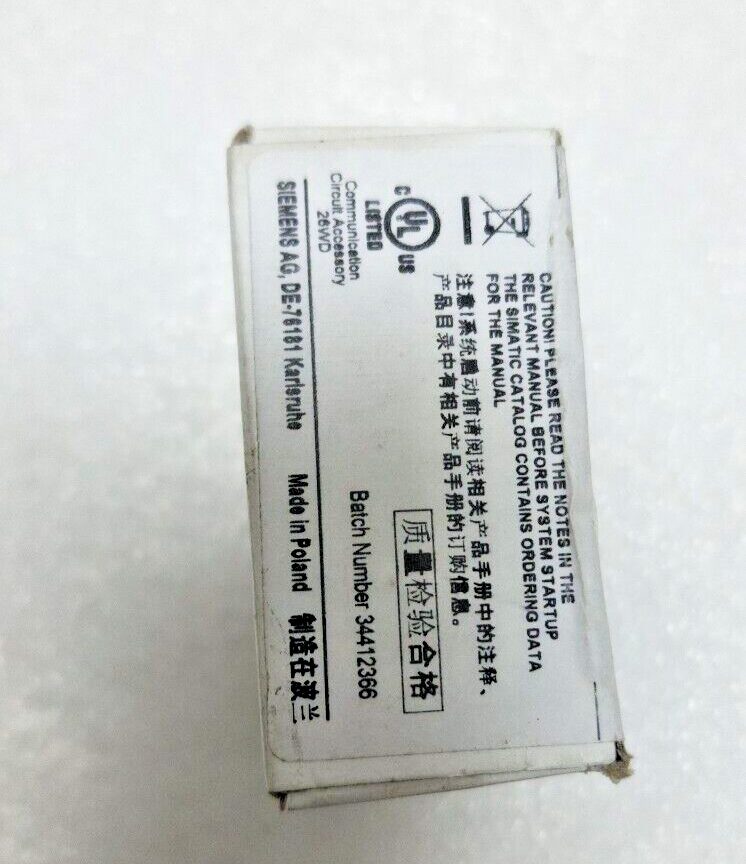 CAUTION! PLEASE READ THE NOTES IN THE
RELEVANT MANUAL BEFORE SYSTEM STARTUP
THE SIMATIC CATALOG CONTAINS ORDERING DATA
FOR THE MANUAL
注意!系统启动前请阅读相关产品手册中的注释、
产品目录中有相关产品手册的订购信息。
C UL US
LISTED
Communication
Circuit Accessory
26WD
质量检验合格
Batch Number 34412366
SIEMENS AG, DE-76181 Karlsruhe Made in Poland 制造在波兰